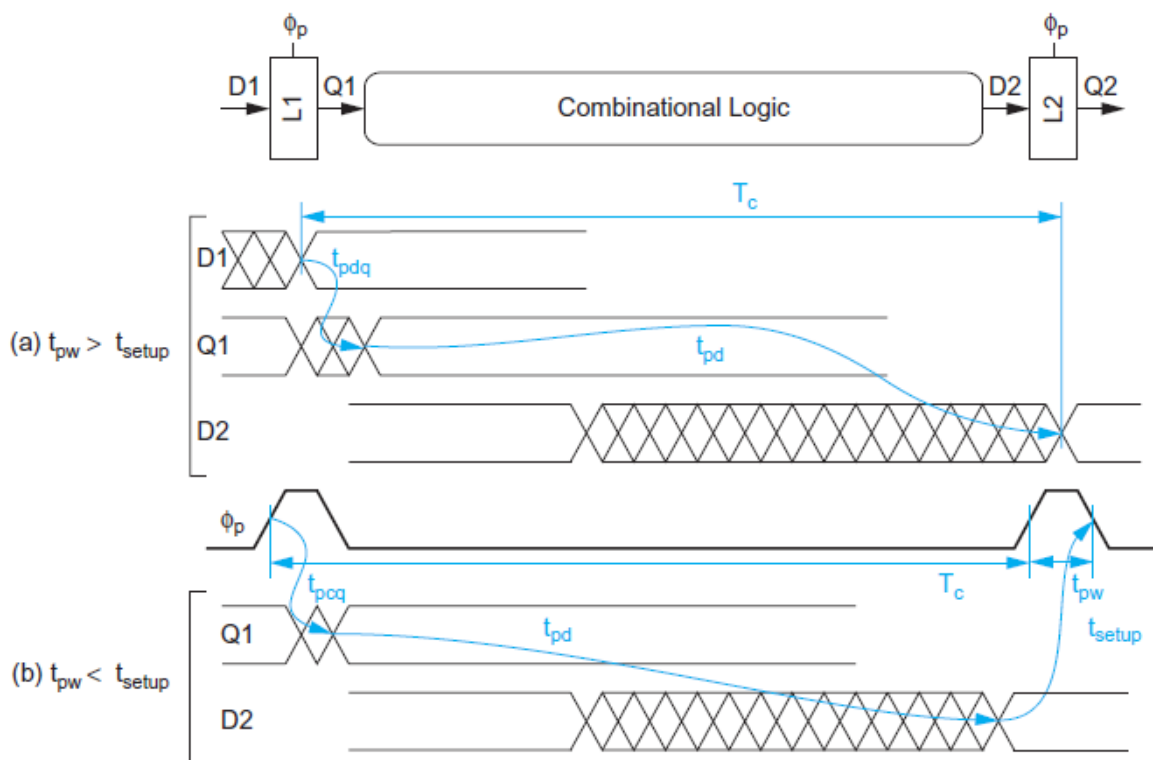 ϕp ϕp
D1 L1 Q1 Combinational Logic D2 L2 Q2
Tc
D1 tpdq
(a) tpw > tsetup Q1 tpd
D2
ϕp
tpcq Tc tpw
Q1 tpd tsetup
(b) tpw < tsetup
D2